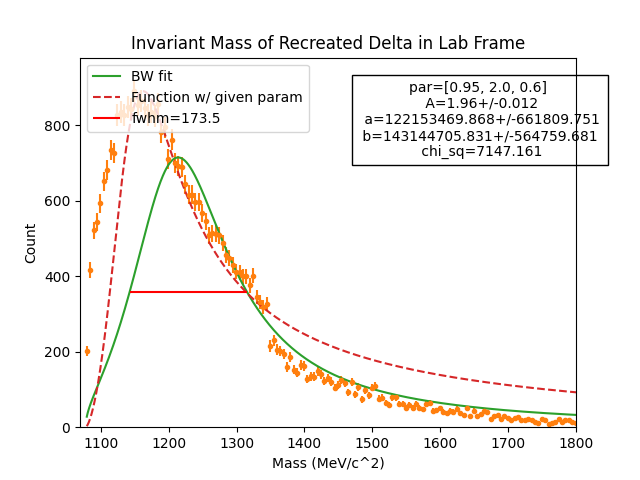 Invariant Mass of Recreated Delta in Lab Frame
BW fit
Function w/ given param
fwhm=173.5
par=[0.95, 2.0, 0.6]
A=1.96+/-0.012
a=122153469.868+/-661809.751
b=143144705.831+/-564759.681
chi_sq=7147.161
Count
800
600
400
200
0
1100 1200 1300 1400 1500 1600 1700 1800
Mass (MeV/c^2)